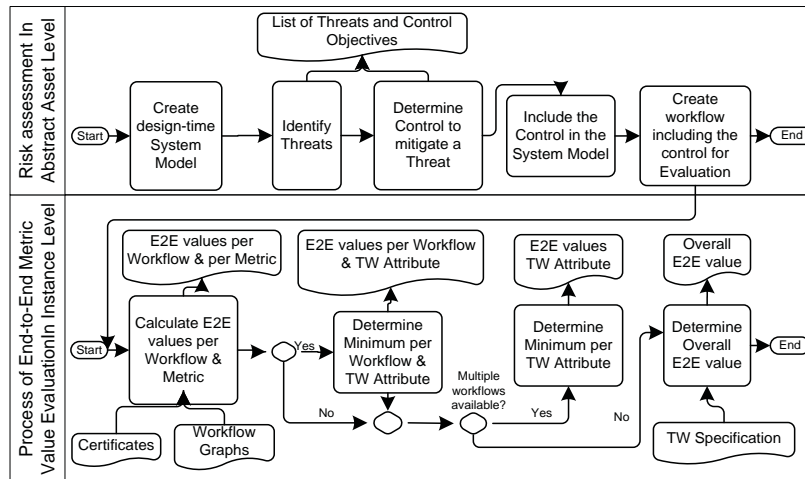 Risk assessment In
Abstract Asset Level
List of Threats and Control
Objectives
Start
Create
design-time
System
Model
Identify
Threats
Determine
Control to
mitigate a
Threat
Include the
Control in the
System Model
Create
workflow
including the
control for
Evaluation
End
Process of End-to-End Metric
Value EvaluationIn Instance Level
E2E values per
Workflow & per Metric
E2E values per Workflow
& TW Attribute
E2E values
TW Attribute
Overall
E2E value
Start
Calculate E2E
values per
Workflow &
Metric
Yes
Determine
Minimum per
Workflow &
TW Attribute
Determine
Minimum per
TW Attribute
Determine
Overall
E2E value
End
No
Multiple
workflows
available?
Yes
No
Certificates
Workflow
Graphs
TW Specification